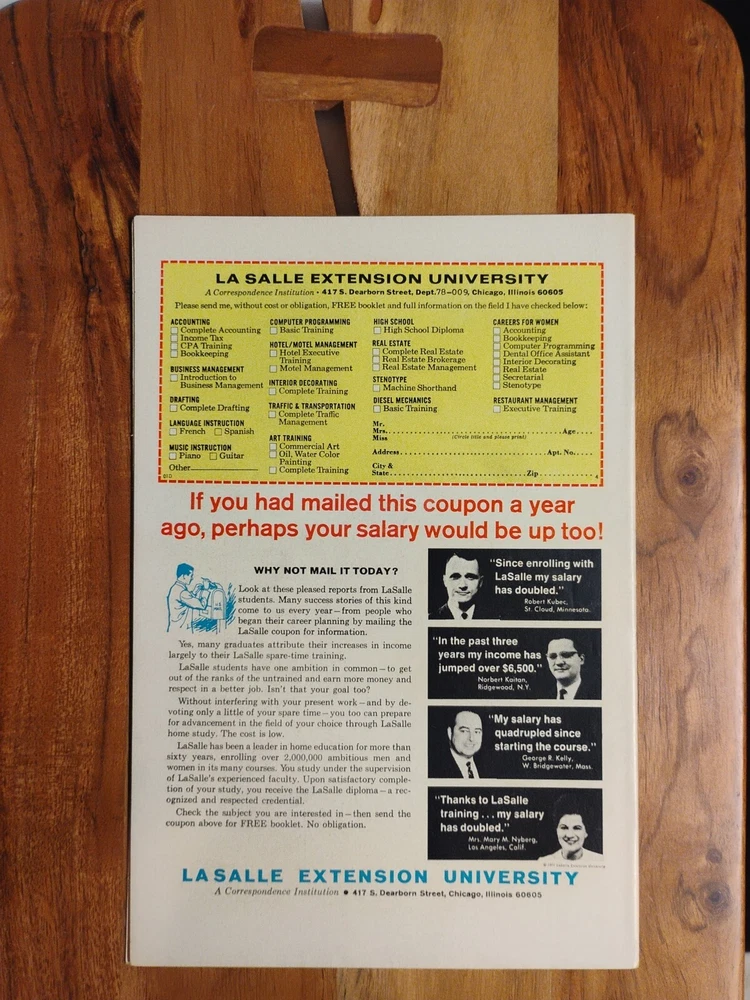 LA SALLE EXTENSION UNIVERSITY
A Correspondence Institution • 417 S. Dearborn Street, Dept. 78-009, Chicago, Illinois 60605
Please send me, without cost or obligation, FREE booklet and full information on the field I have checked below:
ACCOUNTING
Complete Accounting
Income Tax
CPA Training
Bookkeeping
BUSINESS MANAGEMENT
Introduction to
Business Management
DRAFTING
Complete Drafting
LANGUAGE INSTRUCTION
French Spanish
MUSIC INSTRUCTION
Piano Guitar
Other
COMPUTER PROGRAMMING
Basic Training
HOTEL/MOTEL MANAGEMENT
Hotel Executive
Training
Motel Management
INTERIOR DECORATING
Complete Training
TRAFFIC & TRANSPORTATION
Complete Traffic
Management
ART TRAINING
Commercial Art
Oil, Water Color
Painting
Complete Training
HIGH SCHOOL
High School Diploma
REAL ESTATE
Complete Real Estate
Real Estate Brokerage
Real Estate Management
STENOTYPE
Machine Shorthand
DIESEL MECHANICS
Basic Training
CAREERS FOR WOMEN
Accounting
Bookkeeping
Computer Programming
Dental Office Assistant
Interior Decorating
Real Estate
Secretarial
Stenotype
RESTAURANT MANAGEMENT
Executive Training
Mr.
Mrs. Age
Miss (Circle title and please print)
Address Apt. No.
City &
State Zip
If you had mailed this coupon a year
ago, perhaps your salary would be up too!
WHY NOT MAIL IT TODAY?
Look at these pleased reports from LaSalle
students. Many success stories of this kind
come to us every year—from people who
began their career planning by mailing the
LaSalle coupon for information.
Yes, many graduates attribute their increases in income
largely to their LaSalle spare-time training.
LaSalle students have one ambition in common—to get
out of the ranks of the untrained and earn more money and
respect in a better job. Isn't that your goal too?
Without interfering with your present work—and by de-
voting only a little of your spare time—you too can prepare
for advancement in the field of your choice through LaSalle
home study. The cost is low.
LaSalle has been a leader in home education for more than
sixty years, enrolling over 2,000,000 ambitious men and
women in its many courses. You study under the supervision
of LaSalle's experienced faculty. Upon satisfactory comple-
tion of your study, you receive the LaSalle diploma—a rec-
ognized and respected credential.
Check the subject you are interested in—then send the
coupon above for FREE booklet. No obligation.
"Since enrolling with
LaSalle my salary
has doubled."
Robert Kubec,
St. Cloud, Minnesota.
"In the past three
years my income has
jumped over $6,500."
Norbert Kaitan,
Ridgewood, N.Y.
"My salary has
quadrupled since
starting the course."
George R. Kelly,
W. Bridgewater, Mass.
"Thanks to LaSalle
training . . . my salary
has doubled."
Mrs. Mary M. Nyberg,
Los Angeles, Calif.
LASALLE EXTENSION UNIVERSITY
A Correspondence Institution • 417 S. Dearborn Street, Chicago, Illinois 60605